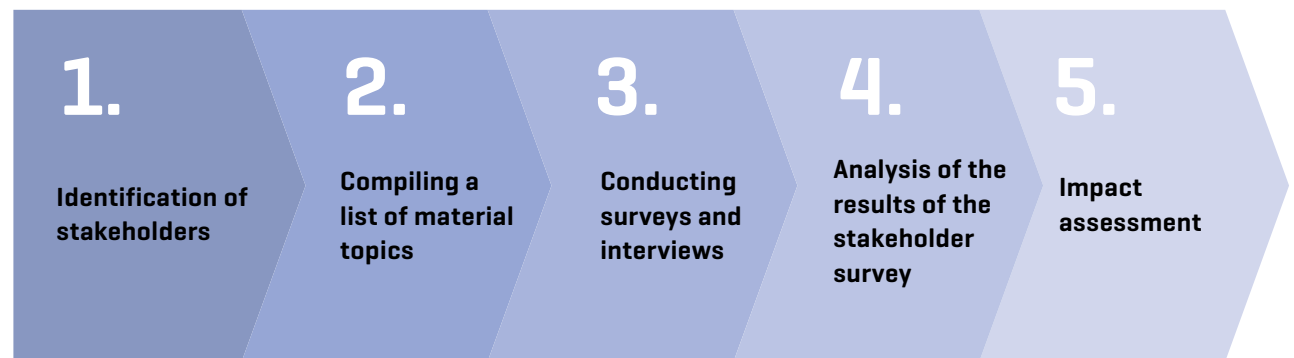 1.
Identification of
stakeholders
2.
Compiling a
list of material
topics
3.
Conducting
surveys and
interviews
4.
Analysis of the
results of the
stakeholder
survey
5.
Impact
assessment